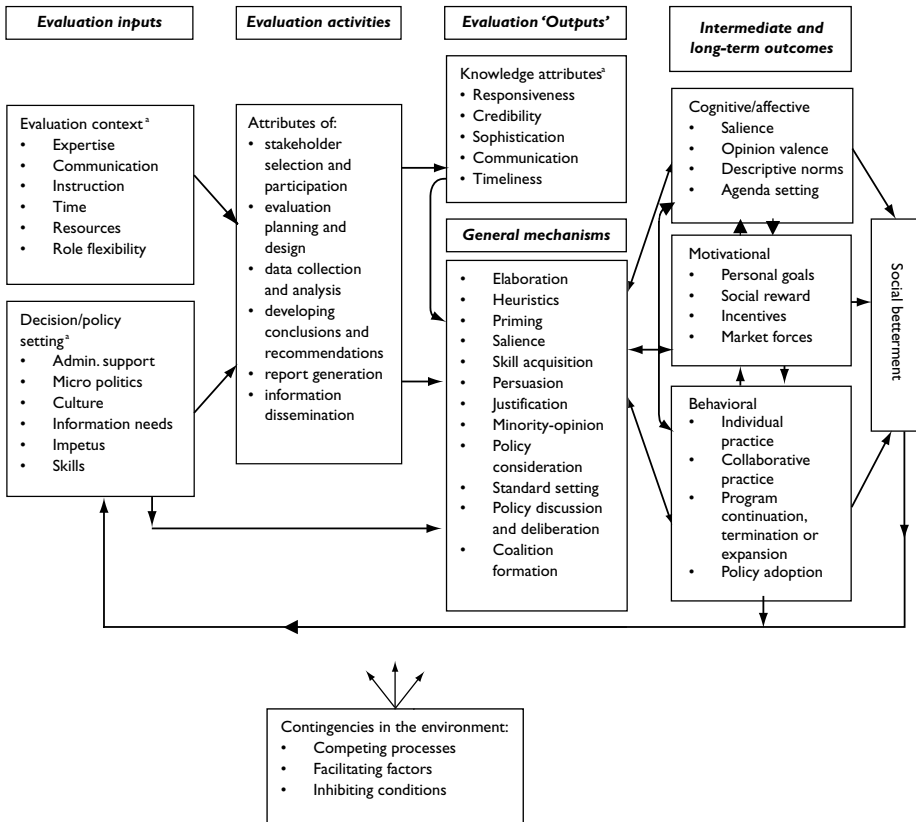 Evaluation inputs
Evaluation activities
Evaluation ‘Outputs’
Intermediate and
long-term outcomes
Evaluation context a
• Expertise
• Communication
• Instruction
• Time
• Resources
• Role flexibility
Decision/policy
setting a
• Admin. support
• Micro politics
• Culture
• Information needs
• Impetus
• Skills
Attributes of:
• stakeholder
selection and
participation
• evaluation
planning and
design
• data collection
and analysis
• developing
conclusions and
recommendations
• report generation
• information
dissemination
Knowledge attributes a
• Responsiveness
• Credibility
• Sophistication
• Communication
• Timeliness
General mechanisms
• Elaboration
• Heuristics
• Priming
• Salience
• Skill acquisition
• Persuasion
• Justification
• Minority-opinion
• Policy
consideration
• Standard setting
• Policy discussion
and deliberation
• Coalition
formation
Cognitive/affective
• Salience
• Opinion valence
• Descriptive norms
• Agenda setting
Motivational
• Personal goals
• Social reward
• Incentives
• Market forces
Behavioral
• Individual
practice
• Collaborative
practice
• Program
continuation,
termination or
expansion
• Policy adoption
Social betterment
Contingencies in the environment:
• Competing processes
• Facilitating factors
• Inhibiting conditions